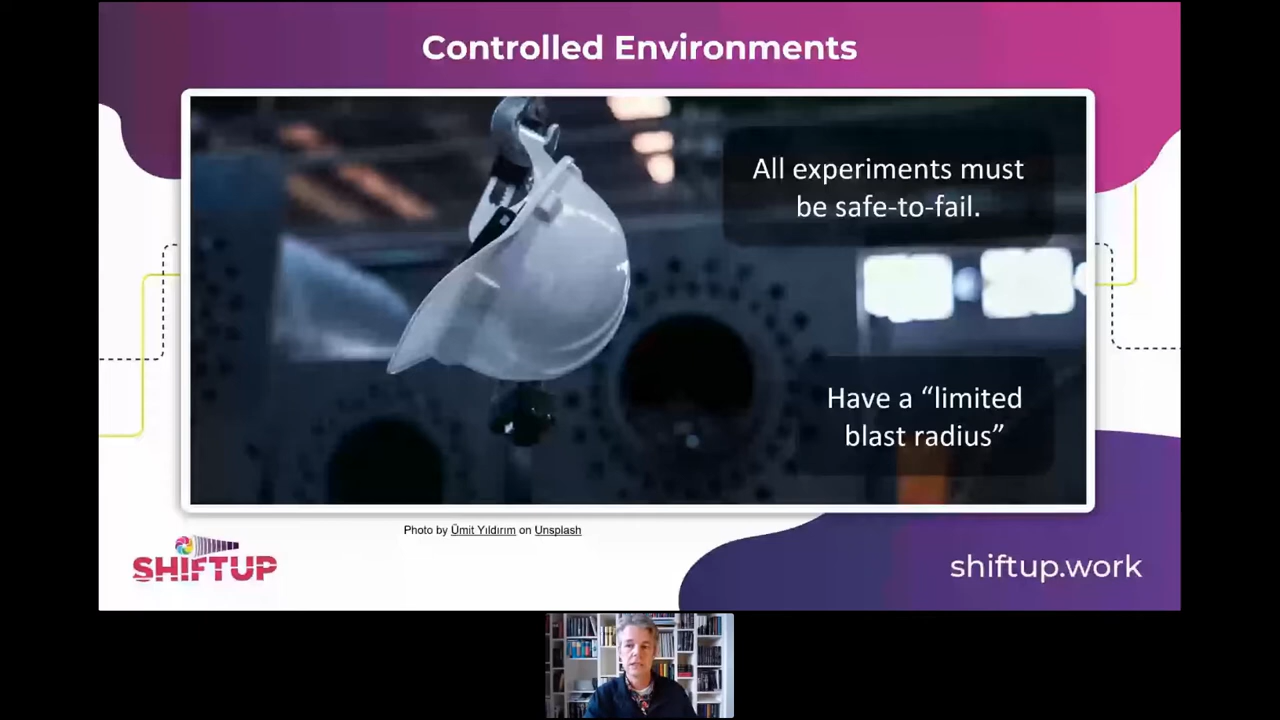 Controlled Environments
All experiments must
be safe-to-fail.
Have a “limited
blast radius”
Photo by Ümit Yıldırım on Unsplash
SHIFTUP
shiftup.work